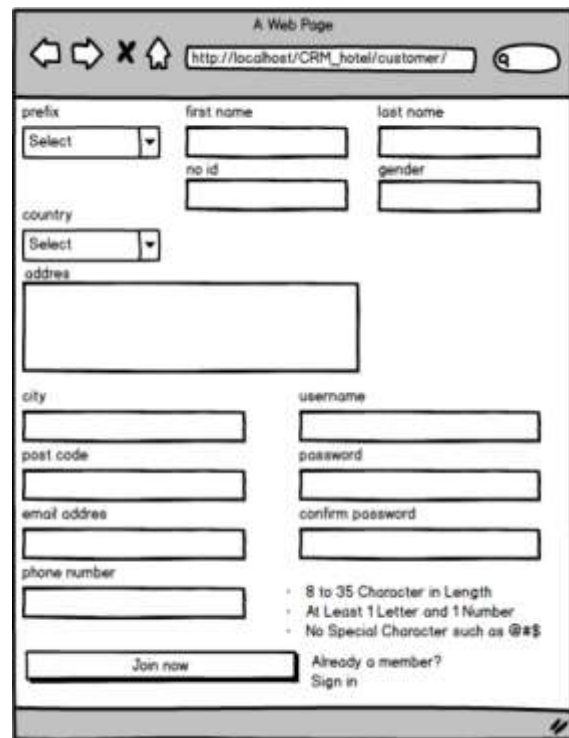 A Web Page
http://localhost/CRM_hotel/customer/
prefix first name last name
Select
no id gender
country
Select
addres
city username
post code password
email addres confirm password
phone number
8 to 35 Character in Length
At Least 1 Letter and 1 Number
No Special Character such as @#$
Join now Already a member?
Sign in